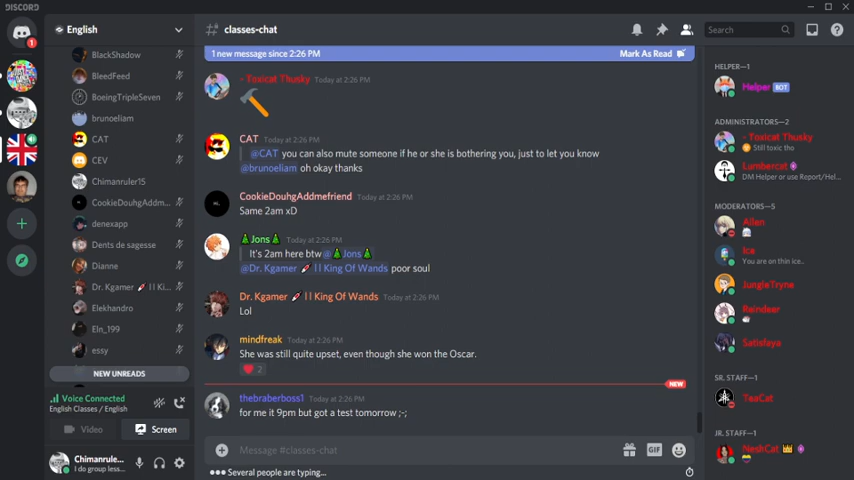 DISCORD
1
English
BlackShadow
BleedFeed
BoeingTripleSeven
brunoeliam
CAT
CEV
Chimanruler15
CookieDouhgAddm...
denexapp
Dents de sagesse
Dianne
Dr. Kgamer || Ki...
Elekhandro
Eln_199
essy
NEW UNREADS
Voice Connected
English Classes / English
Video
Screen
Chimanruler...
I do group less...
# classes-chat
Search
1 new message since 2:26 PM
Mark As Read
Toxicat Thusky Today at 2:26 PM
CAT Today at 2:26 PM
@CAT you can also mute someone if he or she is bothering you, just to let you know
@brunoeliam oh okay thanks
CookieDouhgAddmefriend Today at 2:26 PM
Same 2am xD
Jons Today at 2:26 PM
It's 2am here btw @Jons
@Dr. Kgamer || King Of Wands poor soul
Dr. Kgamer || King Of Wands Today at 2:26 PM
Lol
mindfreak Today at 2:26 PM
She was still quite upset, even though she won the Oscar.
2
NEW
thebraberboss1 Today at 2:26 PM
for me it 9pm but got a test tomorrow ;-;
Message #classes-chat
GIF
Several people are typing...
HELPER—1
Helper BOT
ADMINISTRATORS—2
Toxicat Thusky
Still toxic tho
Lumbercat
DM Helper or use Report/Hel...
MODERATORS—5
Allen
Ice
You are on thin ice..
JungleTryne
Reindeer
Satisfaya
SR. STAFF—1
TeaCat
JR. STAFF—1
NeshCat